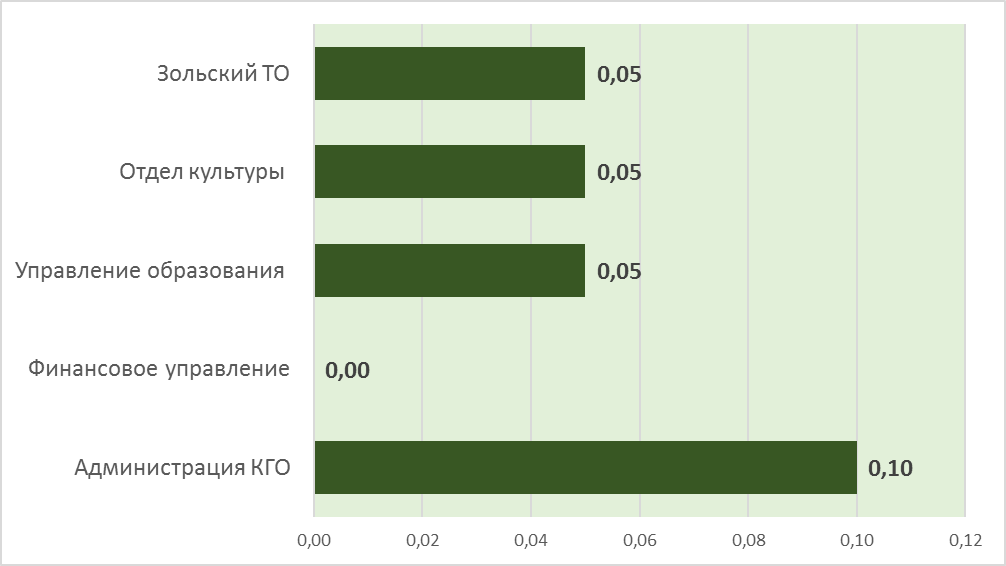 Зольский ТО
0,05
Отдел культуры
0,05
Управление образования
0,05
Финансовое управление
0,00
Администрация КГО
0,10
0,00 0,02 0,04 0,06 0,08 0,10 0,12